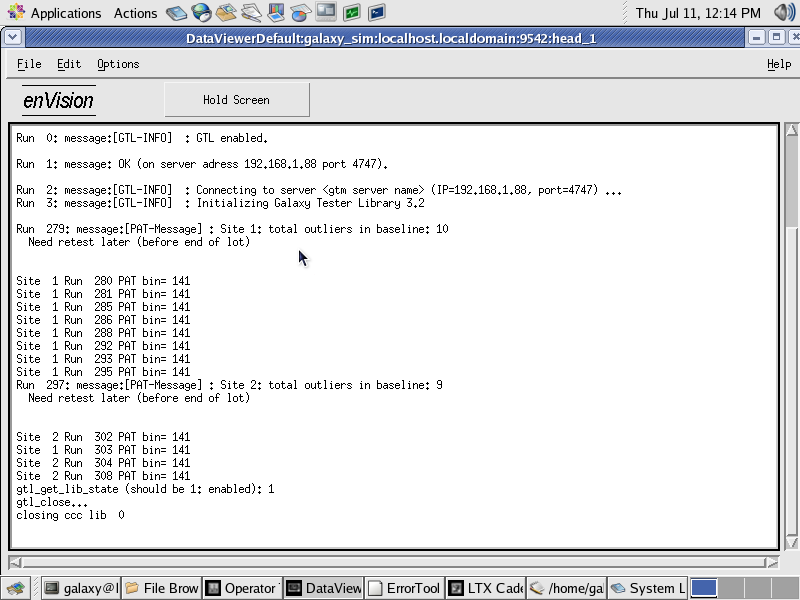 Applications Actions Thu Jul 11, 12:14 PM
DataViewerDefault:galaxy_sim:localhost.localdomain:9542:head_1
File Edit Options Help
enVision Hold Screen
Run 0: message:[GTL-INFO] : GTL enabled.
Run 1: message: OK (on server adress 192.168.1.88 port 4747).
Run 2: message:[GTL-INFO] : Connecting to server <gtm server name> (IP=192.168.1.88, port=4747) ...
Run 3: message:[GTL-INFO] : Initializing Galaxy Tester Library 3.2
Run 279: message:[PAT-Message] : Site 1: total outliers in baseline: 10
Need retest later (before end of lot)
Site 1 Run 280 PAT bin= 141
Site 1 Run 281 PAT bin= 141
Site 1 Run 285 PAT bin= 141
Site 1 Run 286 PAT bin= 141
Site 1 Run 288 PAT bin= 141
Site 1 Run 292 PAT bin= 141
Site 1 Run 293 PAT bin= 141
Site 1 Run 295 PAT bin= 141
Run 297: message:[PAT-Message] : Site 2: total outliers in baseline: 9
Need retest later (before end of lot)
Site 2 Run 302 PAT bin= 141
Site 1 Run 303 PAT bin= 141
Site 2 Run 304 PAT bin= 141
Site 2 Run 308 PAT bin= 141
gtl_get_lib_state (should be 1: enabled): 1
gtl_close...
closing ccc lib 0
galaxy@l File Brow Operator DataView ErrorTool LTX Cade /home/gal System L